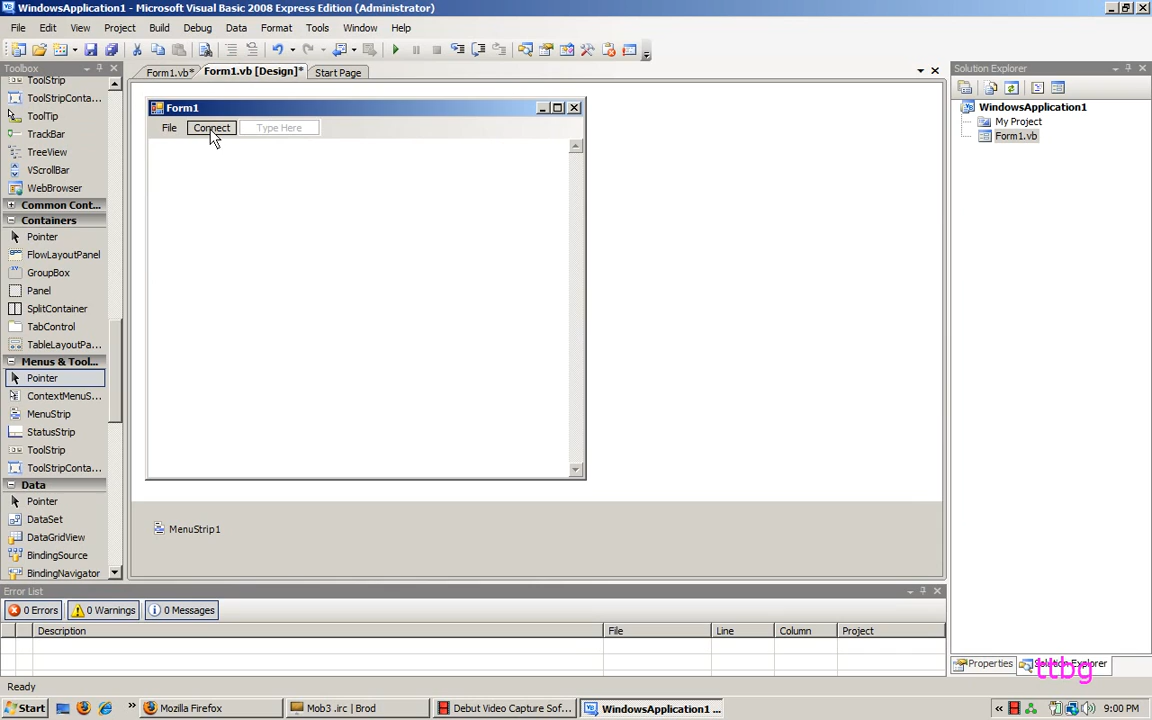 WindowsApplication1 - Microsoft Visual Basic 2008 Express Edition (Administrator)
File Edit View Project Build Debug Data Format Tools Window Help
Toolbox
ToolStrip
ToolStripConta...
ToolTip
TrackBar
TreeView
VScrollBar
WebBrowser
Common Cont...
Containers
Pointer
FlowLayoutPanel
GroupBox
Panel
SplitContainer
TabControl
TableLayoutPa...
Menus & Tool...
Pointer
ContextMenuS...
MenuStrip
StatusStrip
ToolStrip
ToolStripConta...
Data
Pointer
DataSet
DataGridView
BindingSource
BindingNavigator
Form1.vb* Form1.vb [Design]* Start Page
Form1
File Connect Type Here
MenuStrip1
Solution Explorer
WindowsApplication1
My Project
Form1.vb
Error List
0 Errors 0 Warnings 0 Messages
Description File Line Column Project
Properties Solution Explorer
ttbg
Ready
Start Mozilla Firefox Mob3 .irc | Brod Debut Video Capture Sof... WindowsApplication1 ... 9:00 PM